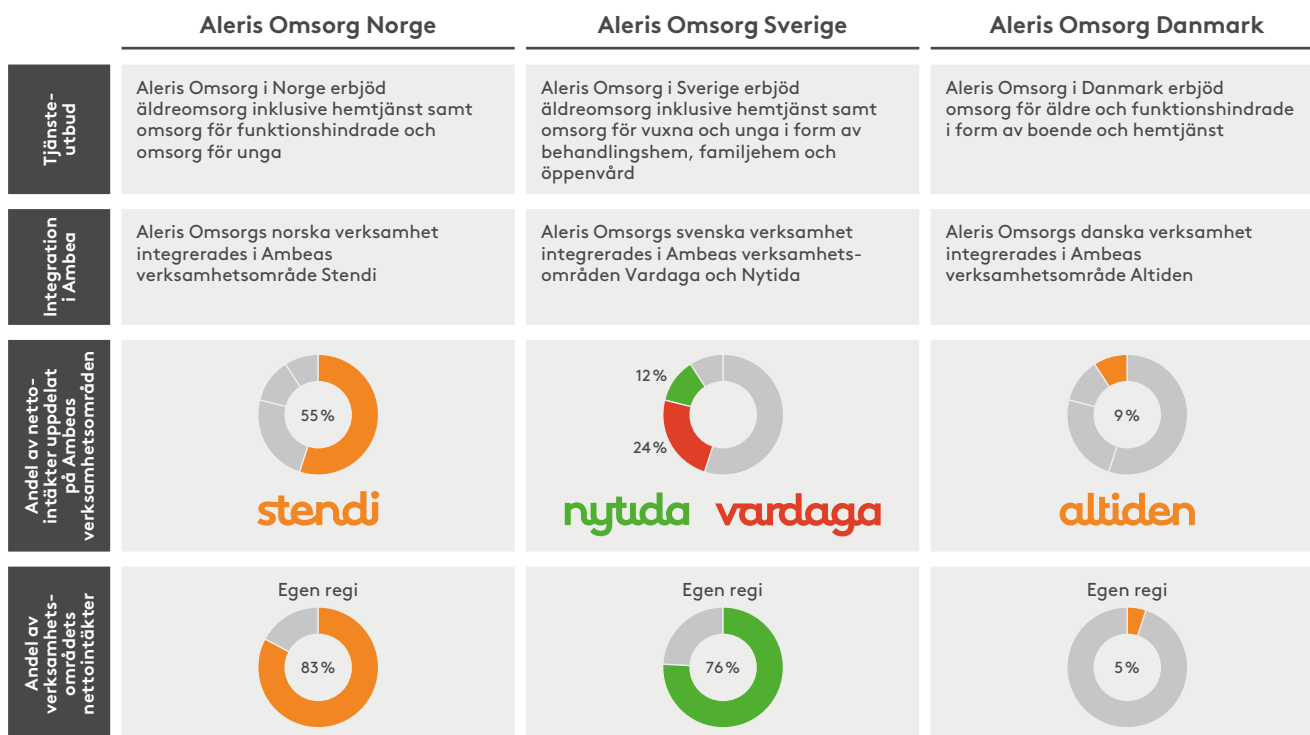 Aleris Omsorg Norge
Aleris Omsorg Sverige
Aleris Omsorg Danmark
Tjänste-
utbud
Aleris Omsorg i Norge erbjöd
äldreomsorg inklusive hemtjänst samt
omsorg för funktionshindrade och
omsorg för unga
Aleris Omsorg i Sverige erbjöd
äldreomsorg inklusive hemtjänst samt
omsorg för vuxna och unga i form av
behandlingshem, familjehem och
öppenvård
Aleris Omsorg i Danmark erbjöd
omsorg för äldre och funktionshindrade
i form av boende och hemtjänst
Integration
i Ambea
Aleris Omsorgs norska verksamhet
integrerades i Ambeas
verksamhetsområde Stendi
Aleris Omsorgs svenska verksamhet
integrerades i Ambeas verksamhets-
områden Vardaga och Nytida
Aleris Omsorgs danska verksamhet
integrerades i Ambeas
verksamhetsområde Altiden
Andel av netto-
intäkter uppdelat
på Ambeas
verksamhetsområden
55 %
stendi
12 %
24 %
nytida vardaga
9 %
altiden
Andel av
verksamhets-
områdets
nettointäkter
Egen regi
83 %
Egen regi
76 %
Egen regi
5 %